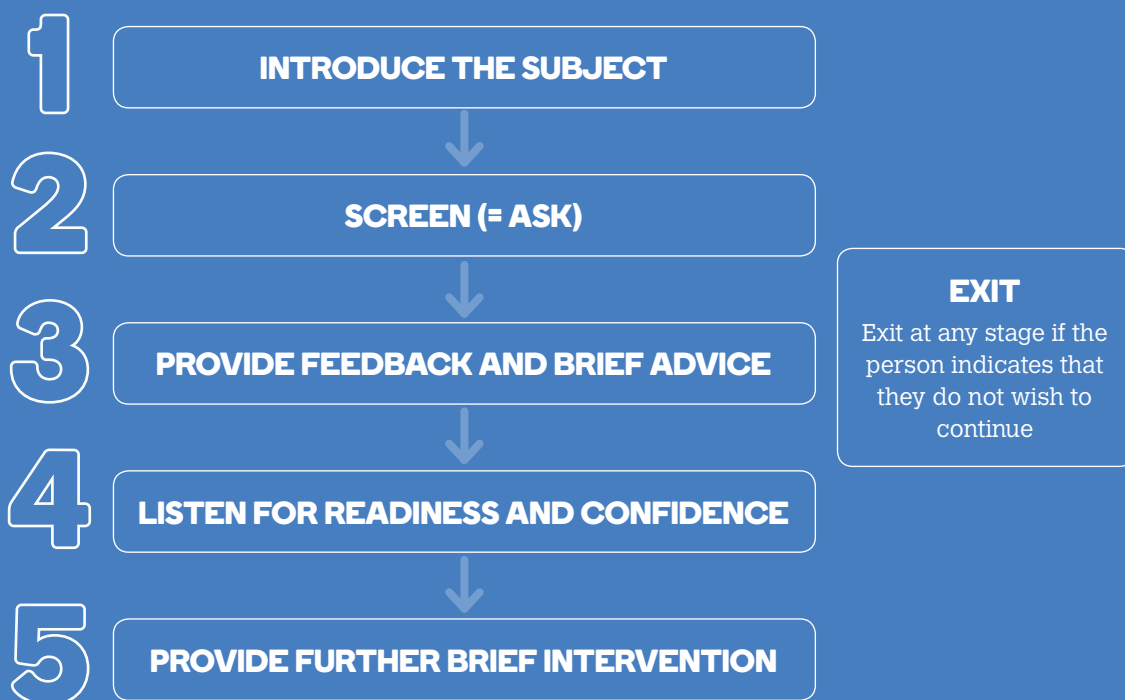 1
INTRODUCE THE SUBJECT
2
SCREEN (= ASK)
3
PROVIDE FEEDBACK AND BRIEF ADVICE
EXIT
Exit at any stage if the
person indicates that
they do not wish to
continue
4
LISTEN FOR READINESS AND CONFIDENCE
5
PROVIDE FURTHER BRIEF INTERVENTION